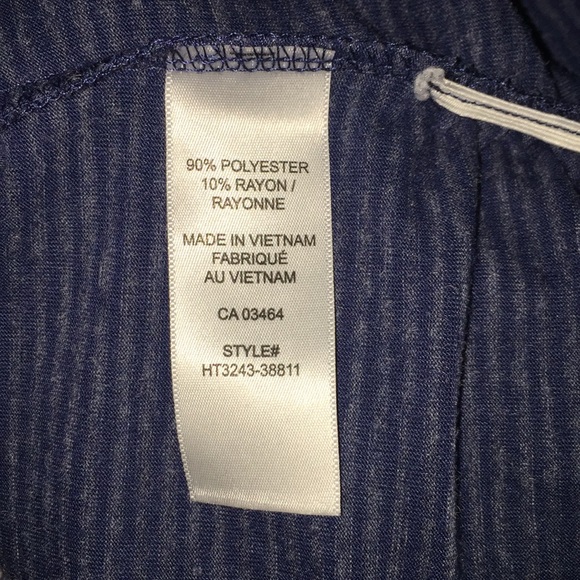 90% POLYESTER
10% RAYON /
RAYONNE
MADE IN VIETNAM
FABRIQUÉ
AU VIETNAM
CA 03464
STYLE#
HT3243-38811